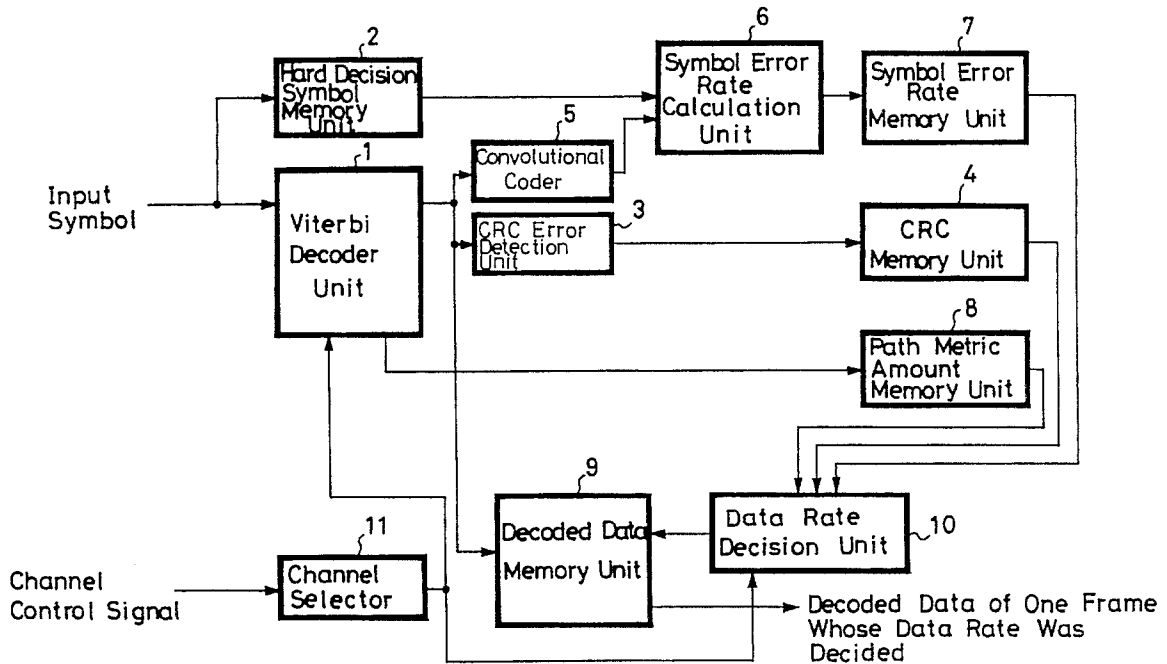 2
Hard Decision
Symbol
Memory
Unit
6
Symbol Error
Rate
Calculation
Unit
7
Symbol Error
Rate
Memory Unit
5
Convolutional
Coder
1
Viterbi
Decoder
Unit
Input
Symbol
3
CRC Error
Detection
Unit
4
CRC
Memory Unit
8
Path Metric
Amount
Memory Unit
9
Decoded Data
Memory Unit
Data Rate
Decision Unit
10
11
Channel
Selector
Channel
Control Signal
Decoded Data of One Frame
Whose Data Rate Was
Decided